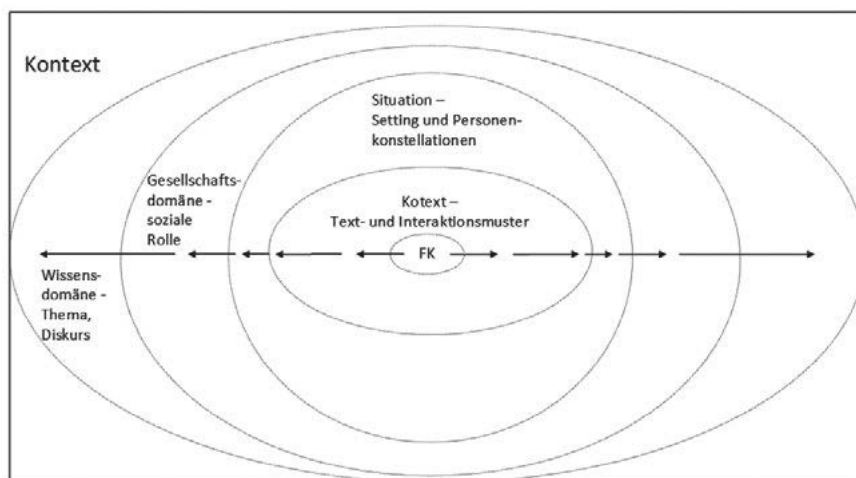 Kontext
Situation –
Setting und Personen-
konstellationen
Gesellschafts-
domäne -
soziale
Rolle
Kotext –
Text- und Interaktionsmuster
FK
Wissens-
domäne -
Thema,
Diskurs